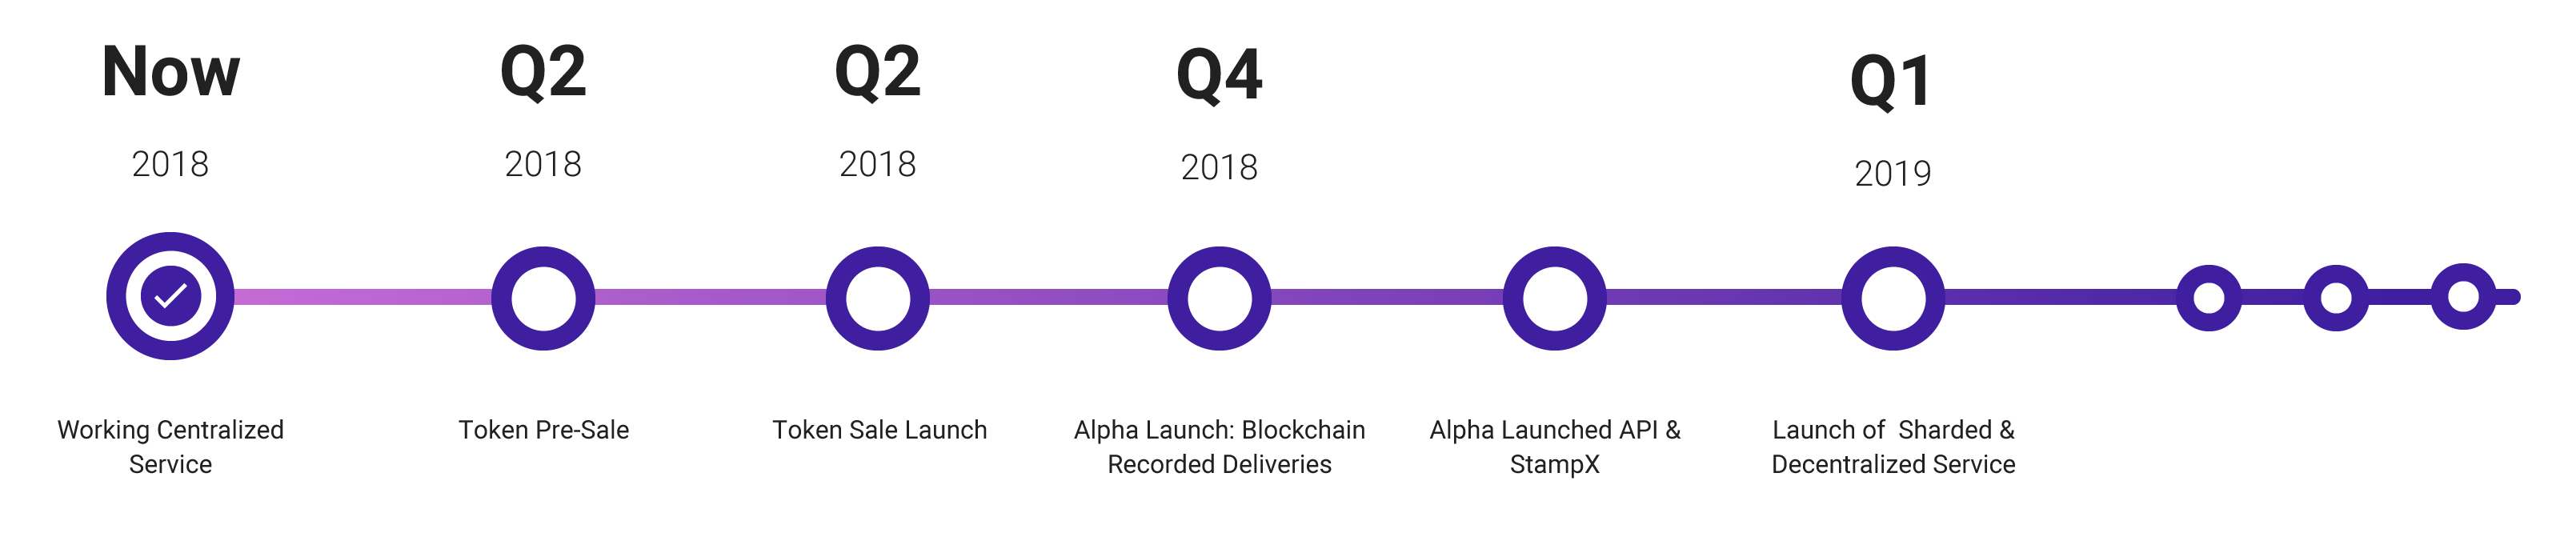 Now
2018
Working Centralized
Service
Q2
2018
Token Pre-Sale
Q2
2018
Token Sale Launch
Q4
2018
Alpha Launch: Blockchain
Recorded Deliveries
Alpha Launched API &
StampX
Q1
2019
Launch of  Sharded &
Decentralized Service